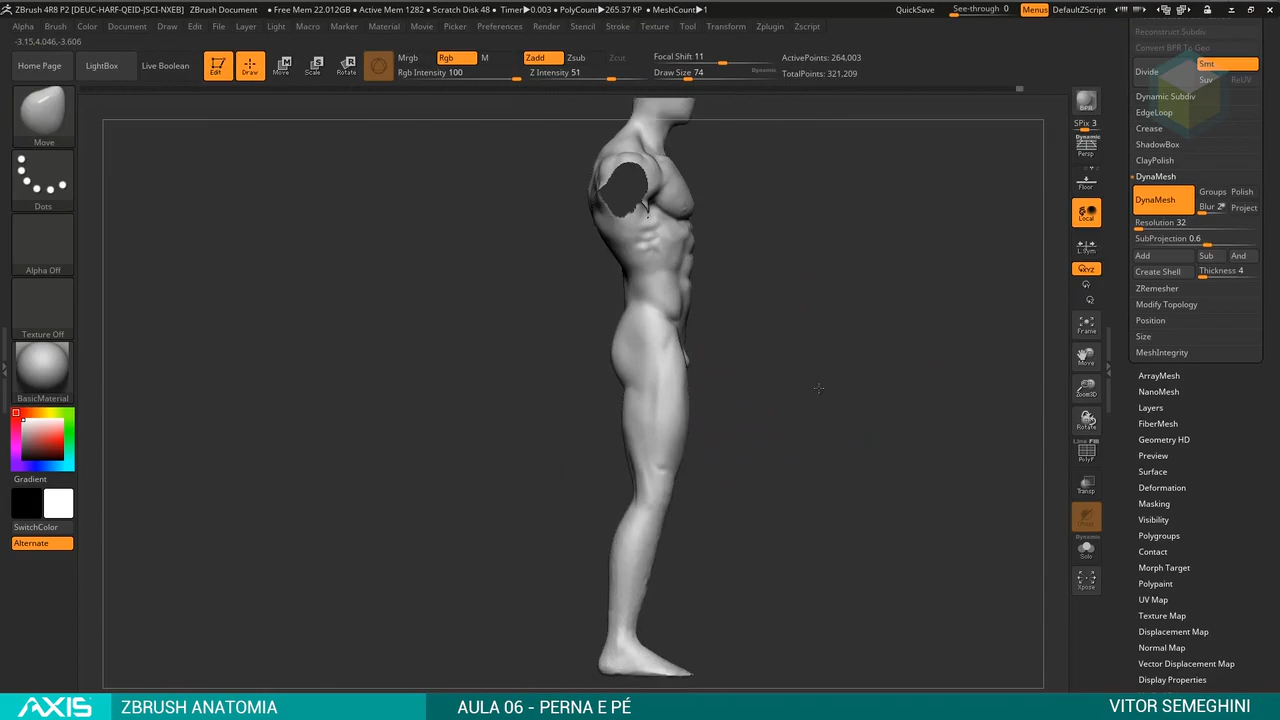 ZBrush 4R8 P2 [DEUC-HARF-QEID-JSCI-NXEB]   ZBrush Document   • Free Mem 22.012GB • Active Mem 1282 • Scratch Disk 48 • Timer▶0.003 • PolyCount▶265.37 KP • MeshCount▶1
QuickSave
See-through 0
Menus
DefaultZScript
Alpha Brush Color Document Draw Edit File Layer Light Macro Marker Material Movie Picker Preferences Render Stencil Stroke Texture Tool Transform Zplugin Zscript
-3.15,4.046,-3.606
Home Page
LightBox
Live Boolean
Edit
Draw
Move
Scale
Rotate
Mrgb
Rgb
M
Rgb Intensity 100
Zadd
Zsub
Zcut
Z Intensity 51
Focal Shift 11
Draw Size 74
Dynamic
ActivePoints: 264,003
TotalPoints: 321,209
Move
Dots
Alpha Off
Texture Off
BasicMaterial
Gradient
SwitchColor
Alternate
BPR
SPix 3
Dynamic
Persp
Floor
Local
L.Sym
XYZ
Frame
Move
Zoom3D
Rotate
Line Fill
PolyF
Transp
Dynamic
Solo
Xpose
Reconstruct Subdiv
Convert BPR To Geo
Divide
Smt
Suv
ReUV
Dynamic Subdiv
EdgeLoop
Crease
ShadowBox
ClayPolish
DynaMesh
DynaMesh
Groups
Polish
Blur 2
Project
Resolution 32
SubProjection 0.6
Add
Sub
And
Create Shell
Thickness 4
ZRemesher
Modify Topology
Position
Size
MeshIntegrity
ArrayMesh
NanoMesh
Layers
FiberMesh
Geometry HD
Preview
Surface
Deformation
Masking
Visibility
Polygroups
Contact
Morph Target
Polypaint
UV Map
Texture Map
Displacement Map
Normal Map
Vector Displacement Map
Display Properties
AXIS
ZBRUSH ANATOMIA
AULA 06 - PERNA E PÉ
VITOR SEMEGHINI